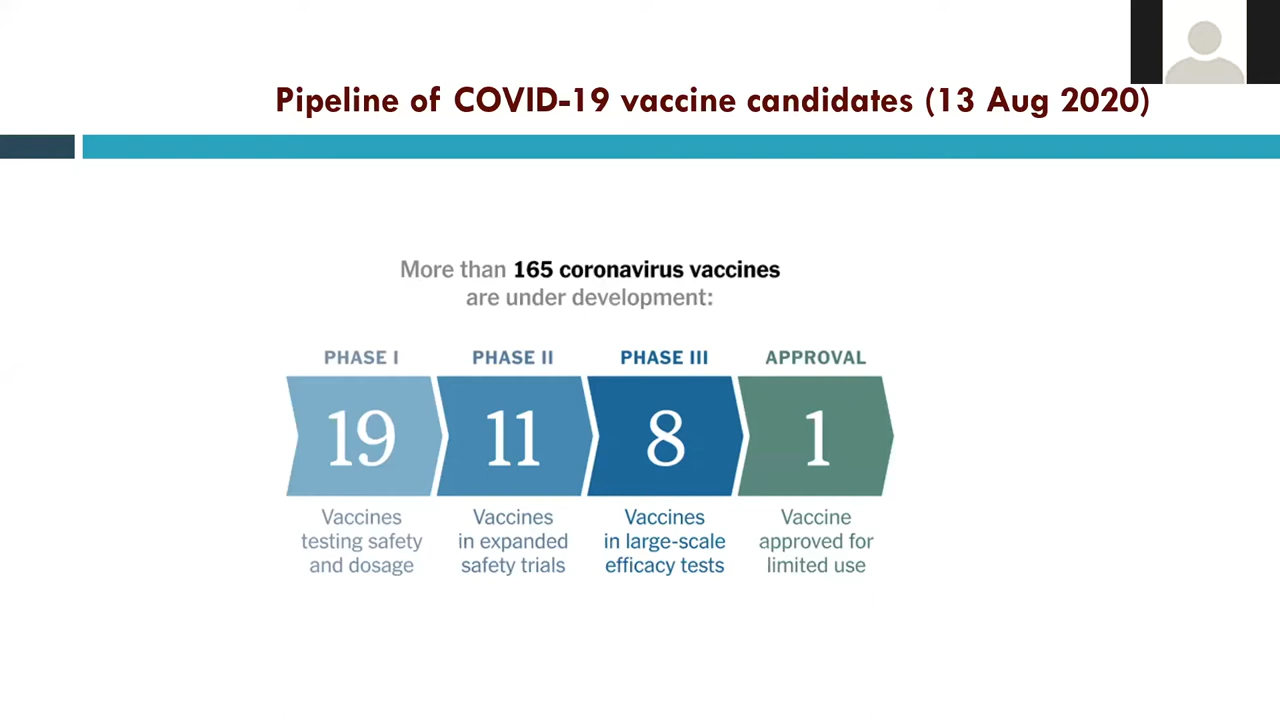 Pipeline of COVID-19 vaccine candidates (13 Aug 2020)
More than 165 coronavirus vaccines
are under development:
PHASE I
PHASE II
PHASE III
APPROVAL
19
11
8
1
Vaccines
testing safety
and dosage
Vaccines
in expanded
safety trials
Vaccines
in large-scale
efficacy tests
Vaccine
approved for
limited use